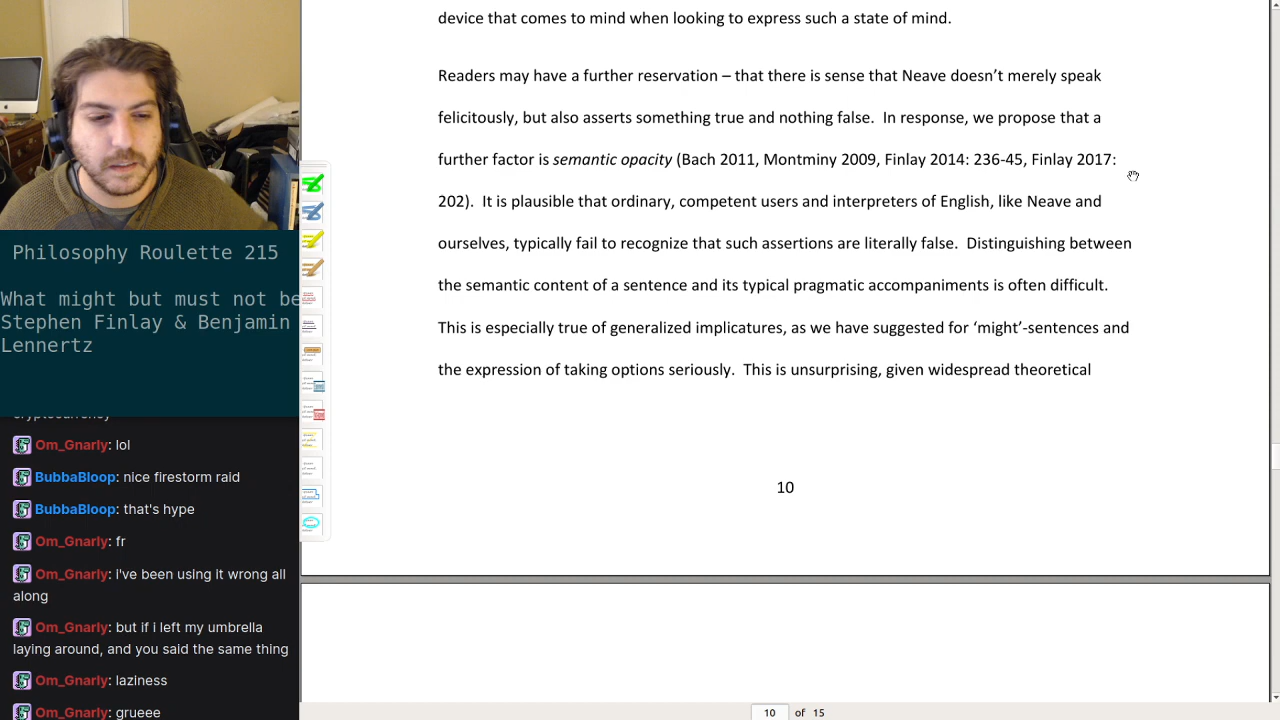 device that comes to mind when looking to express such a state of mind.
Readers may have a further reservation – that there is sense that Neave doesn’t merely speak
felicitously, but also asserts something true and nothing false.  In response, we propose that a
further factor is semantic opacity (Bach 2011, Montminy 2009, Finlay 2014: 236-45, Finlay 2017:
202).  It is plausible that ordinary, competent users and interpreters of English, like Neave and
ourselves, typically fail to recognize that such assertions are literally false.  Distinguishing between
the semantic content of a sentence and its typical pragmatic accompaniments is often difficult.
This is especially true of generalized implicatures, as we have suggested for ‘might’-sentences and
the expression of taking options seriously.  This is unsurprising, given widespread theoretical
10
Philosophy Roulette 215
What might but must not be
Stephen Finlay & Benjamin
Lennertz
cryptocurrency
Om_Gnarly: lol
BubbaBloop: nice firestorm raid
BubbaBloop: that's hype
Om_Gnarly: fr
Om_Gnarly: i've been using it wrong all
along
Om_Gnarly: but if i left my umbrella
laying around, and you said the same thing
Om_Gnarly: laziness
Om_Gnarly: grueee
10 of 15